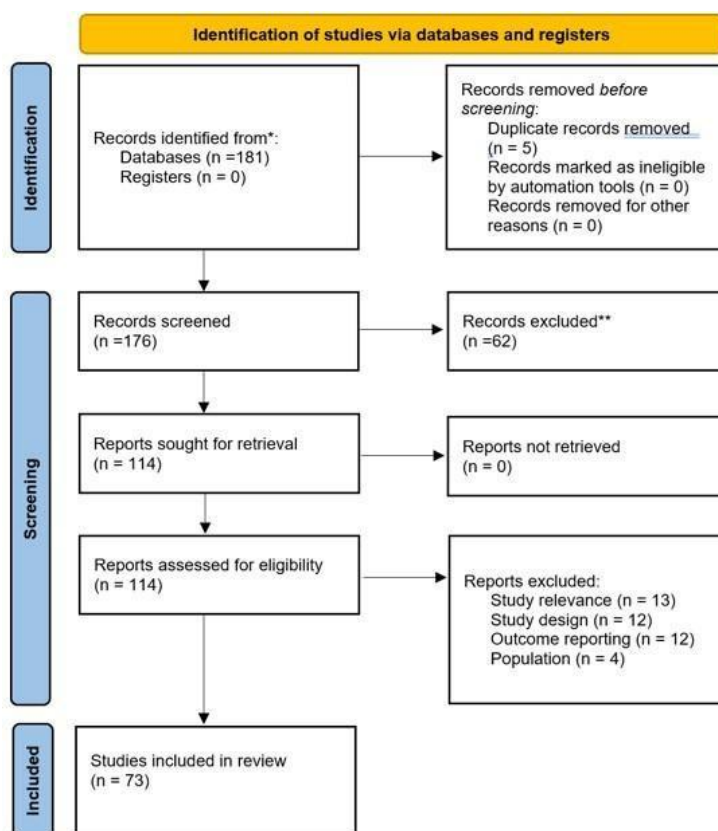 Identification of studies via databases and registers
Identification
Records identified from*:
Databases (n =181)
Registers (n = 0)
Records removed before
screening:
Duplicate records removed
(n = 5)
Records marked as ineligible
by automation tools (n = 0)
Records removed for other
reasons (n = 0)
Screening
Records screened
(n =176)
Records excluded**
(n =62)
Reports sought for retrieval
(n = 114)
Reports not retrieved
(n = 0)
Reports assessed for eligibility
(n = 114)
Reports excluded:
Study relevance (n = 13)
Study design (n = 12)
Outcome reporting (n = 12)
Population (n = 4)
Included
Studies included in review
(n = 73)